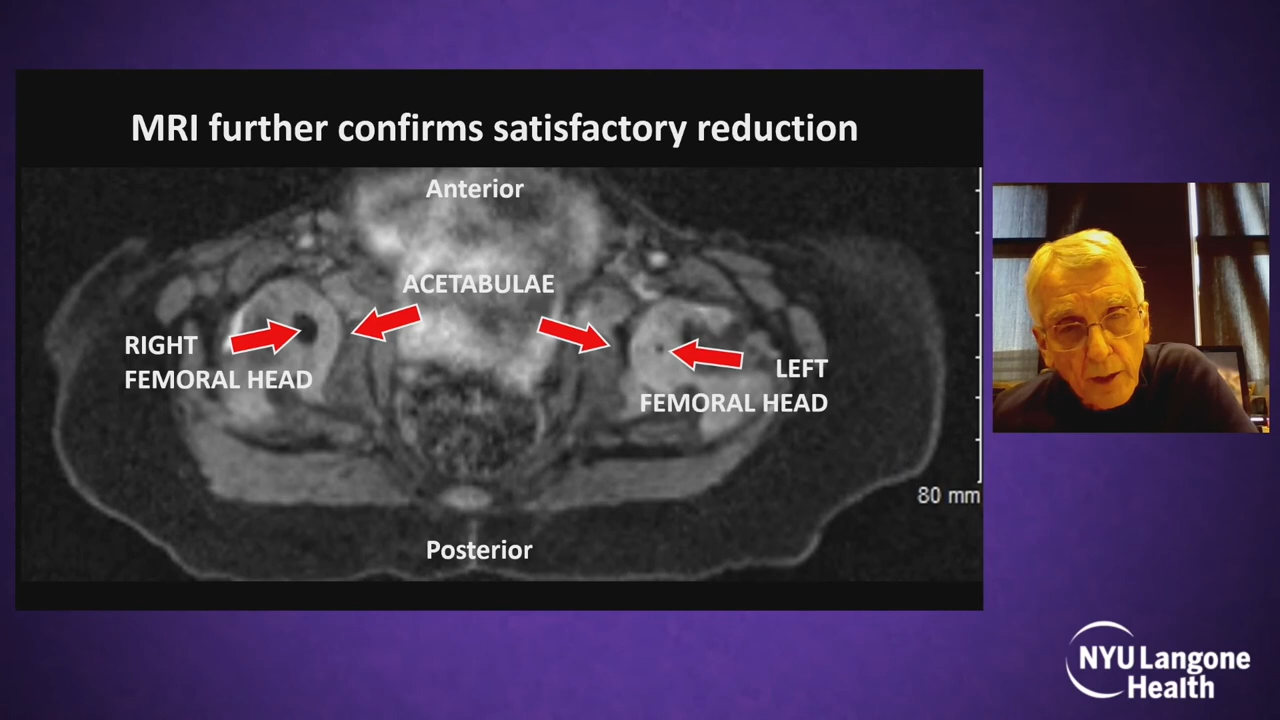 MRI further confirms satisfactory reduction
Anterior
ACETABULAE
RIGHT
FEMORAL HEAD
LEFT
FEMORAL HEAD
80 mm
Posterior
NYU Langone
Health